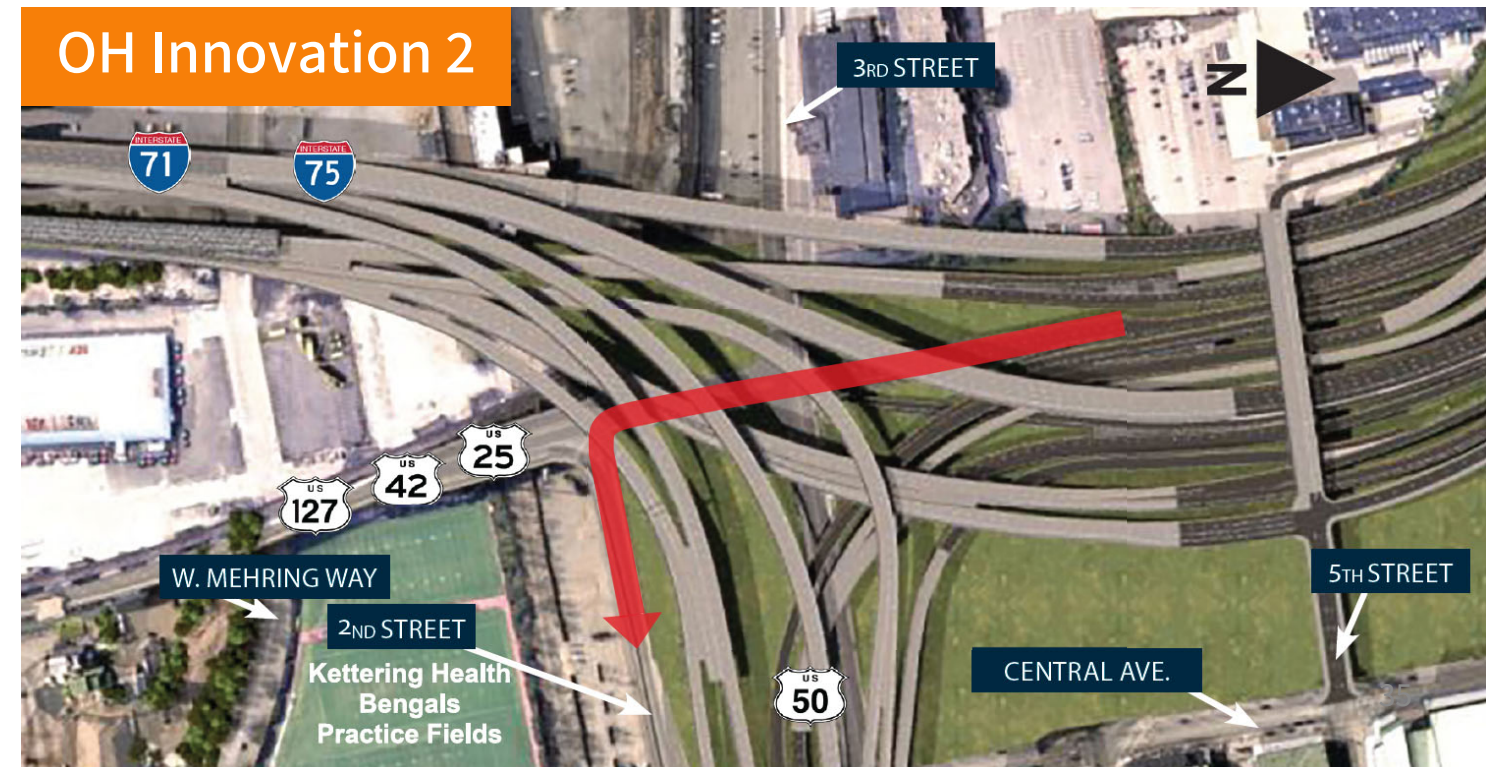 OH Innovation 2
3RD STREET
N
INTERSTATE
71
INTERSTATE
75
US
25
US
42
US
127
W. MEHRING WAY
2ND STREET
Kettering Health
Bengals
Practice Fields
US
50
CENTRAL AVE.
5TH STREET